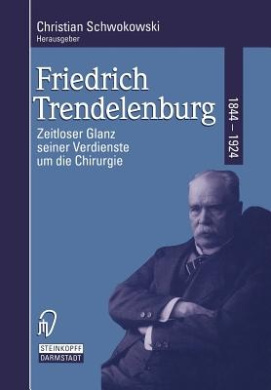 Christian Schwokowski
Herausgeber
Friedrich
Trendelenburg
Zeitloser Glanz
seiner Verdienste
um die Chirurgie
1844 – 1924
STEINKOPFF
DARMSTADT